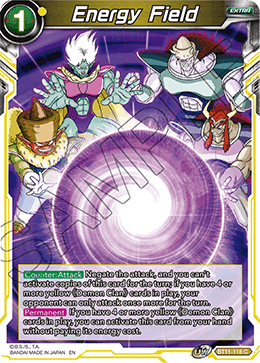 1
Energy Field
EXTRA
Counter:Attack Negate the attack, and you can't
activate copies of this card for the turn; if you have 4 or
more yellow {Demon Clan} cards in play, your
opponent can only attack once more for the turn.
Permanent If you have 4 or more yellow {Demon Clan}
cards in play, you can activate this card from your hand
without paying its energy cost.
©B.S./S., T.A.
BANDAI MADE IN JAPAN EN
BT11-118 C